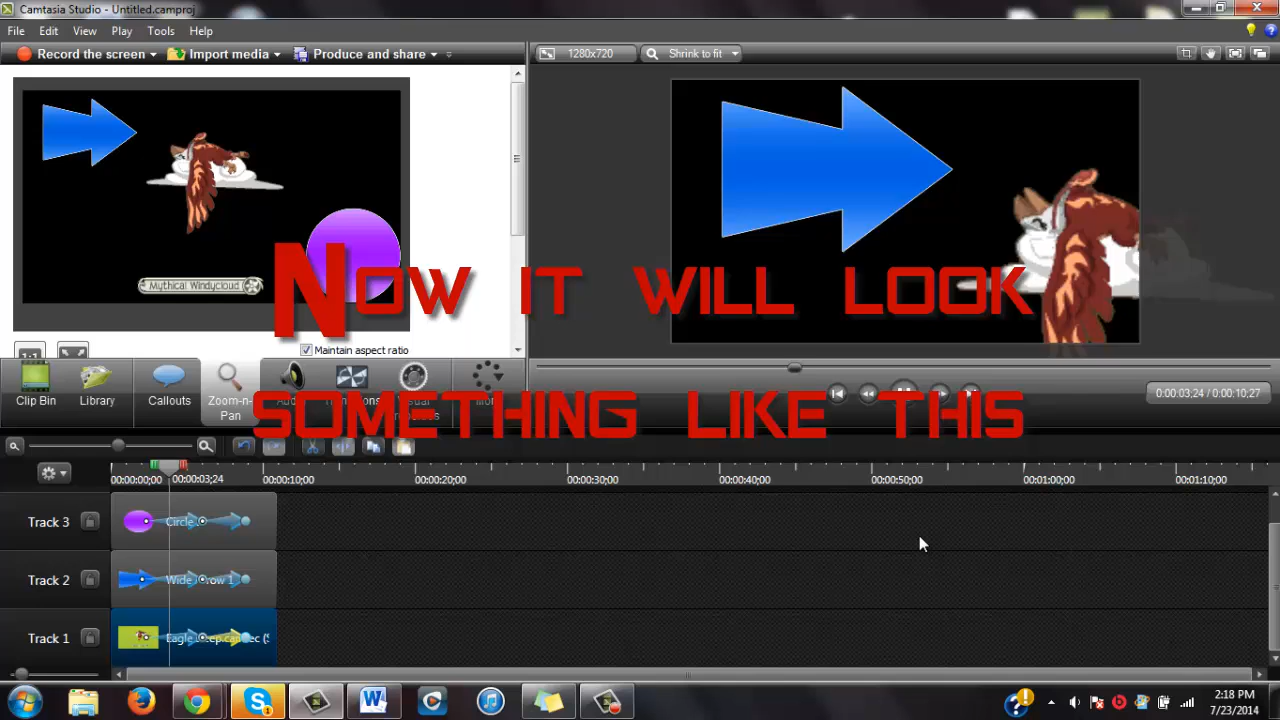 Camtasia Studio - Untitled.camproj
File Edit View Play Tools Help
Record the screen Import media Produce and share
1280x720 Shrink to fit
Mythical Windycloud
Now it will look
something like this
Maintain aspect ratio
Clip Bin Library Callouts Zoom-n-Pan
0:00:03;24 / 0:00:10;27
00:00:00;00 00:00:03;24 00:00:10;00 00:00:20;00 00:00:30;00 00:00:40;00 00:00:50;00 00:01:00;00 00:01:10;00
Track 3 Circle
Track 2
Track 1
2:18 PM
7/23/2014